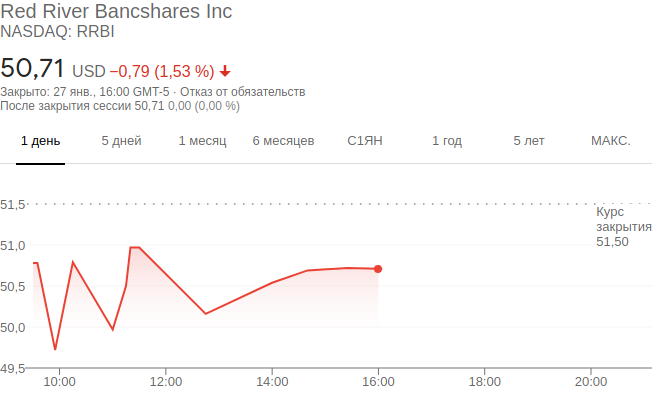 Red River Bancshares Inc
NASDAQ: RRBI
50,71 USD −0,79 (1,53 %)
Закрыто: 27 янв., 16:00 GMT-5 · Отказ от обязательств
После закрытия сессии 50,71 0,00 (0,00 %)
1 день 5 дней 1 месяц 6 месяцев С1ЯН 1 год 5 лет МАКС.
51,5
Курс
закрытия
51,50
51,0
50,5
50,0
49,5
10:00 12:00 14:00 16:00 18:00 20:00